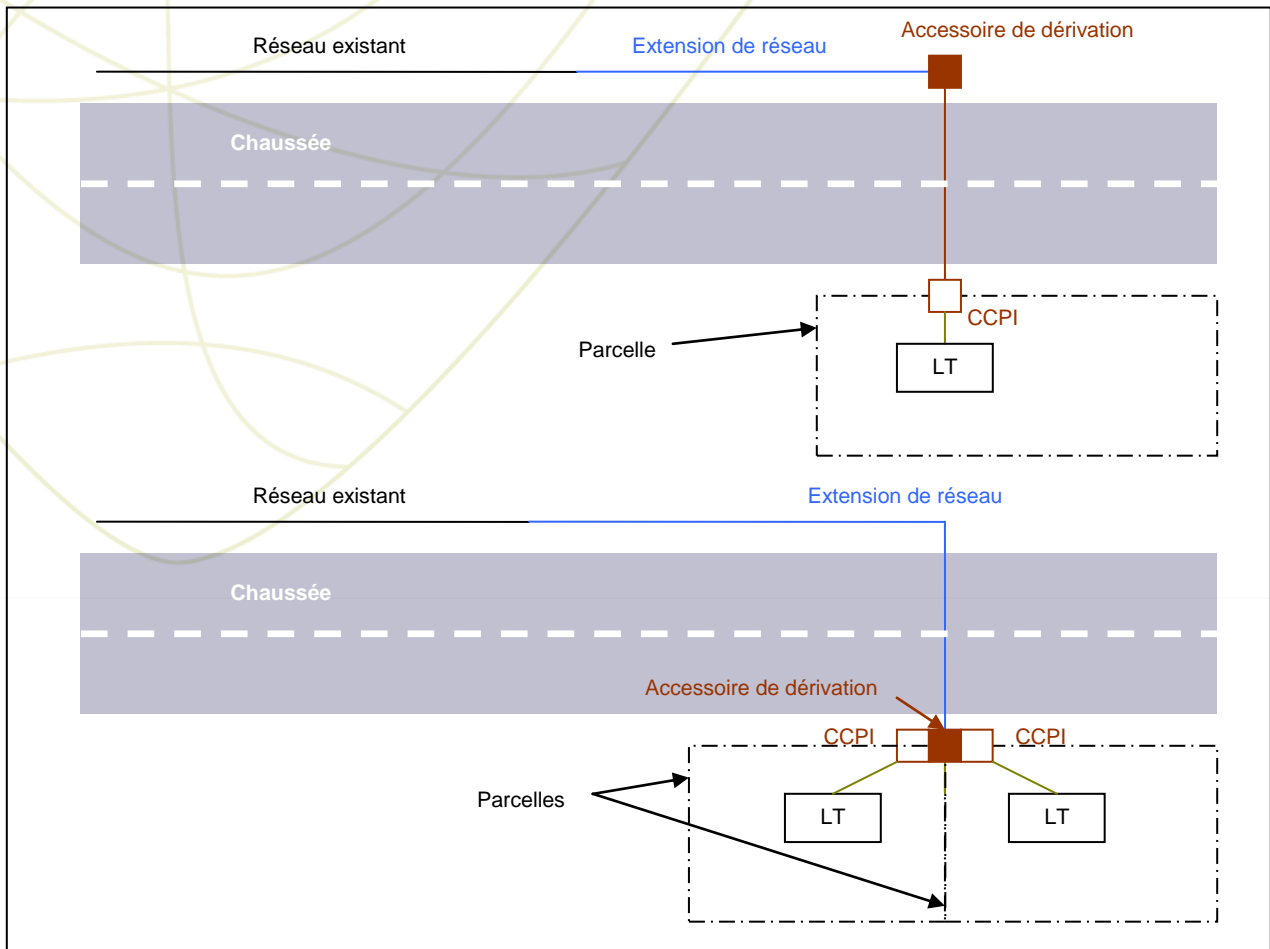 Accessoire de dérivation
Réseau existant
Extension de réseau
Chaussée
CCPI
Parcelle
LT
Réseau existant
Extension de réseau
Chaussée
Accessoire de dérivation
CCPI
CCPI
Parcelles
LT
LT